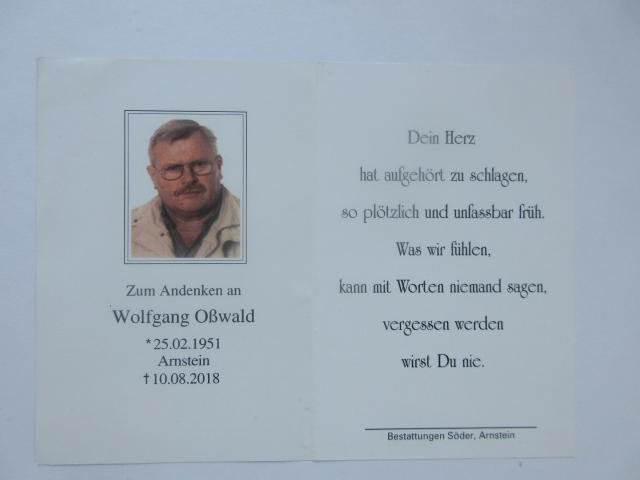 Zum Andenken an
Wolfgang Oßwald
*25.02.1951
Arnstein
†10.08.2018
Dein Herz
hat aufgehört zu schlagen,
so plötzlich und unfassbar früh.
Was wir fühlen,
kann mit Worten niemand sagen,
vergessen werden
wirst Du nie.
Bestattungen Söder, Arnstein